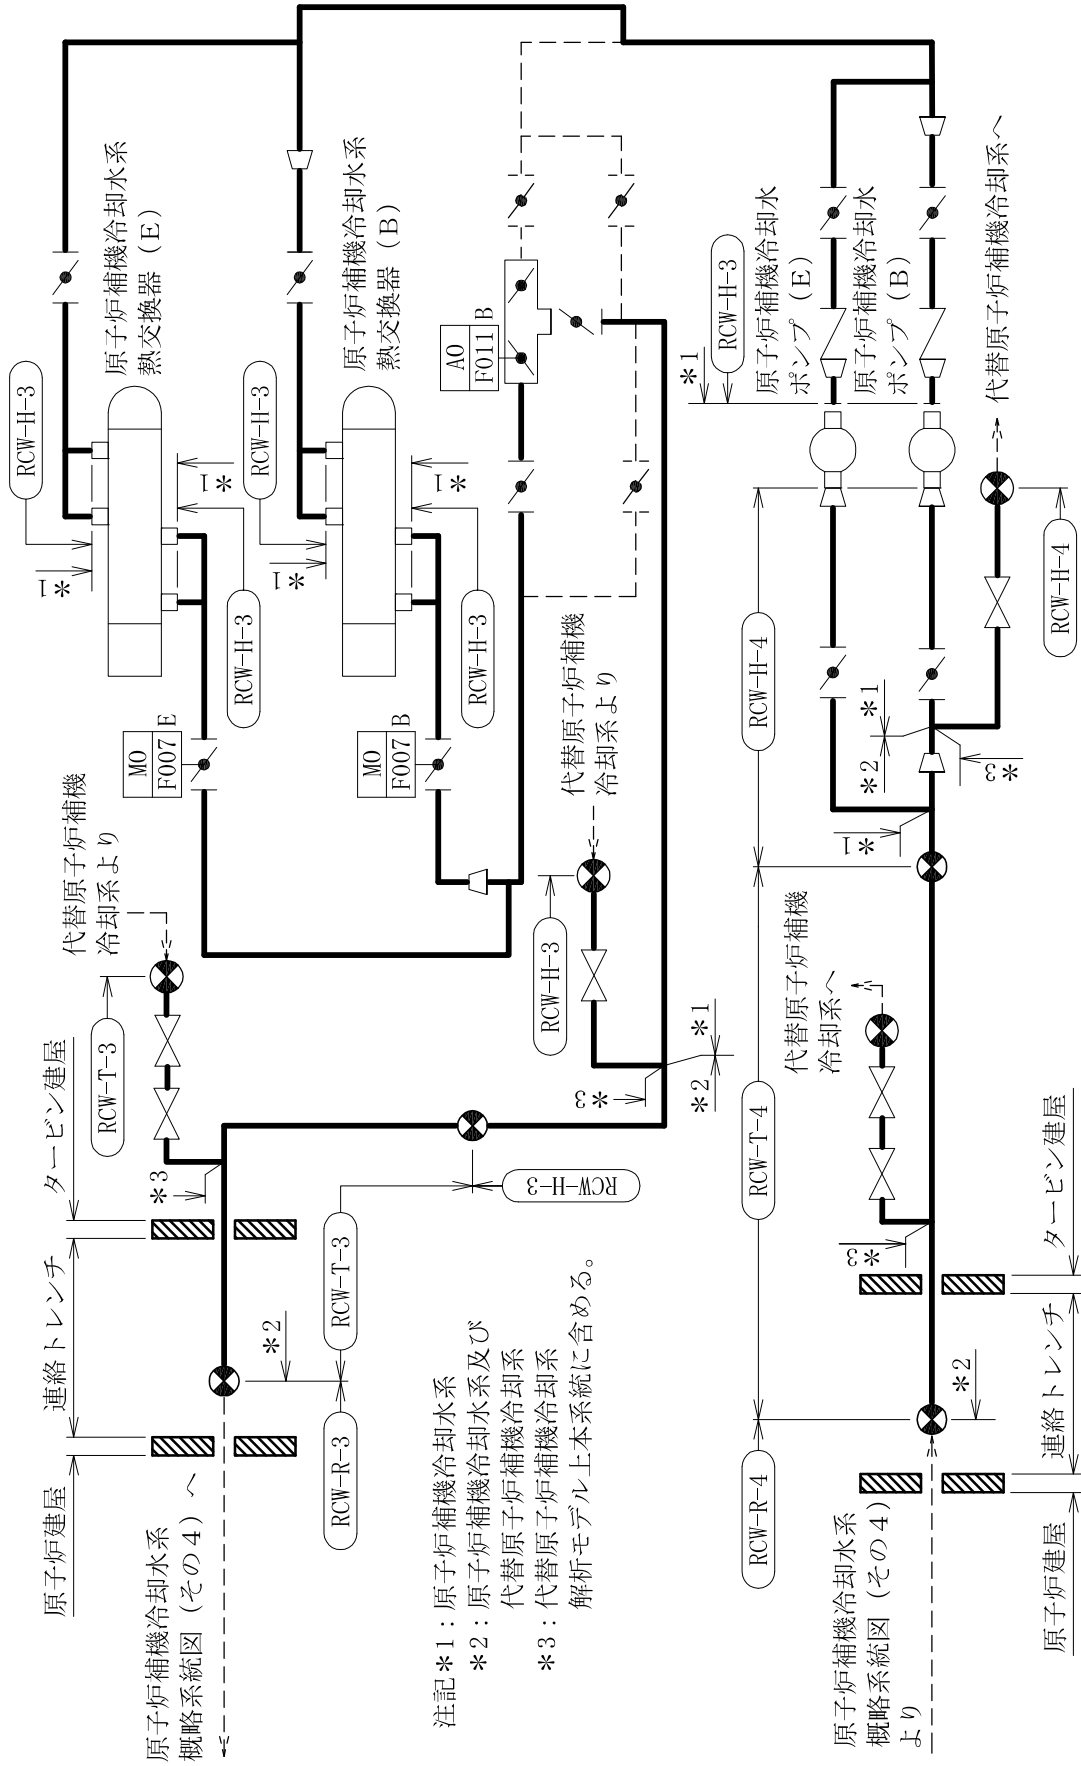 原子炉補機冷却水系
概略系統図（その４）へ
原子炉建屋
連絡トレンチ
タービン建屋
RCW-T-3
代替原子炉補機
冷却系より
＊3
＊2
RCW-R-3
RCW-T-3
RCW-H-3
MO
F007
E
RCW-H-3
＊1
原子炉補機冷却水系
熱交換器（Ｅ）
RCW-H-3
＊1
MO
F007
B
RCW-H-3
＊1
原子炉補機冷却水系
熱交換器（Ｂ）
RCW-H-3
＊1
AO
F011
B
代替原子炉補機
冷却系より
RCW-H-3
＊3
＊2
＊1
注記＊1：原子炉補機冷却水系
＊2：原子炉補機冷却水系及び
代替原子炉補機冷却系
＊3：代替原子炉補機冷却系
解析モデル上本系統に含める。
RCW-R-4
RCW-T-4
RCW-H-4
＊1
RCW-H-3
原子炉補機冷却水
ポンプ（Ｅ）
原子炉補機冷却水
ポンプ（Ｂ）
代替原子炉補機
冷却系へ
＊3
＊1
＊2
＊1
＊3
代替原子炉補機冷却系へ
RCW-H-4
＊2
原子炉補機冷却水系
概略系統図（その４）
より
原子炉建屋
連絡トレンチ
タービン建屋